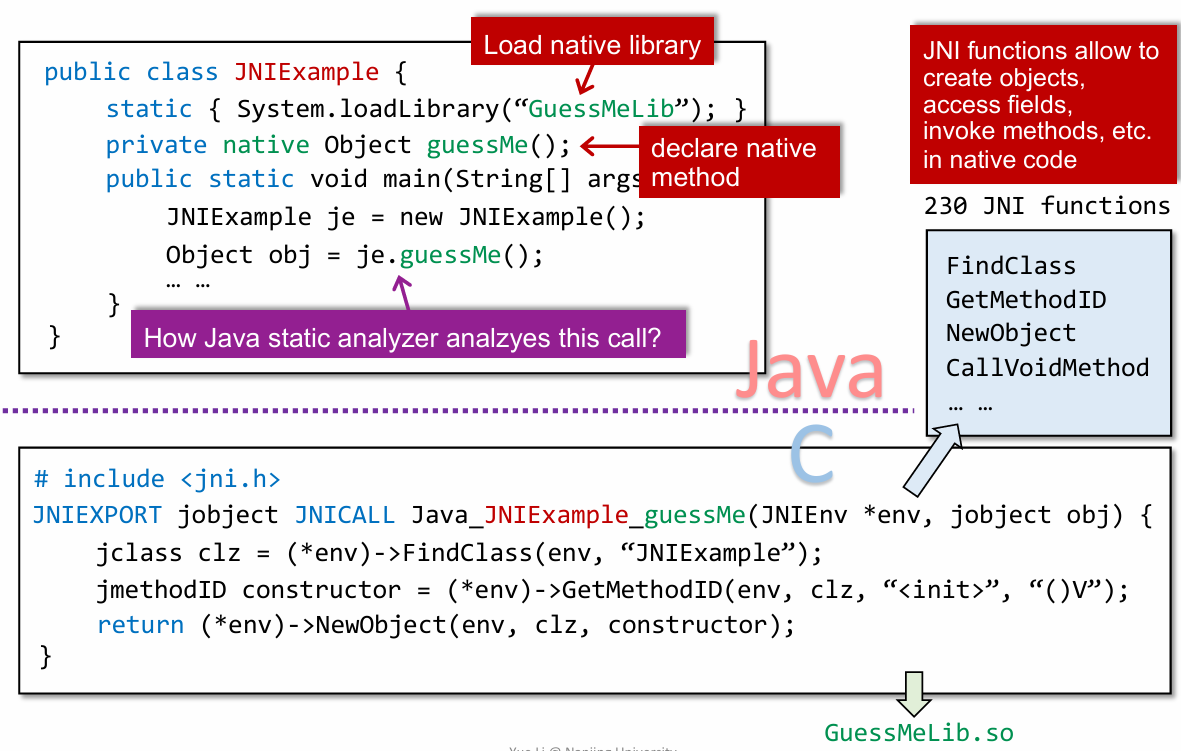 Load native library
public class JNIExample {
static { System.loadLibrary(“GuessMeLib”); }
private native Object guessMe();
declare native
method
public static void main(String[] args
JNIExample je = new JNIExample();
Object obj = je.guessMe();
… …
}
How Java static analyzer analzyes this call?
}
JNI functions allow to
create objects,
access fields,
invoke methods, etc.
in native code
230 JNI functions
FindClass
GetMethodID
NewObject
CallVoidMethod
… …
Java
C
# include <jni.h>
JNIEXPORT jobject JNICALL Java_JNIExample_guessMe(JNIEnv *env, jobject obj) {
jclass clz = (*env)->FindClass(env, “JNIExample”);
jmethodID constructor = (*env)->GetMethodID(env, clz, “<init>”, “()V”);
return (*env)->NewObject(env, clz, constructor);
}
GuessMeLib.so